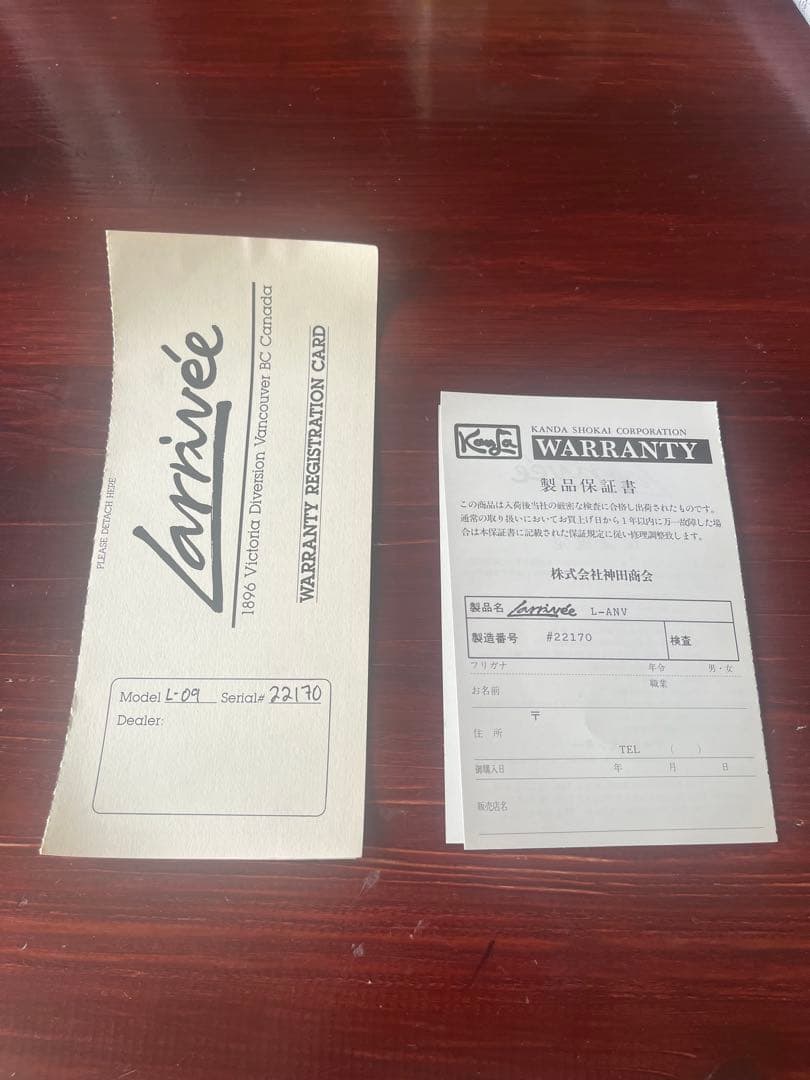 PLEASE DETACH HERE
Larrivée
1896 Victoria Diversion Vancouver BC Canada
WARRANTY REGISTRATION CARD
Model L-09 Serial# 22170
Dealer:
Kanda
KANDA SHOKAI CORPORATION
WARRANTY
製品保証書
この商品は入荷後当社の厳密な検査に合格し出荷されたものです。
通常の取り扱いにおいてお買上げ日から1年以内に万一故障した場
合は本保証書に記載された保証規定に従い修理調整致します。
株式会社神田商会
製品名 Larrivée L-ANV
製造番号 #22170 検査
フリガナ 年令 男・女
お名前 職業
〒
住所
TEL ( )
御購入日 年 月 日
販売店名